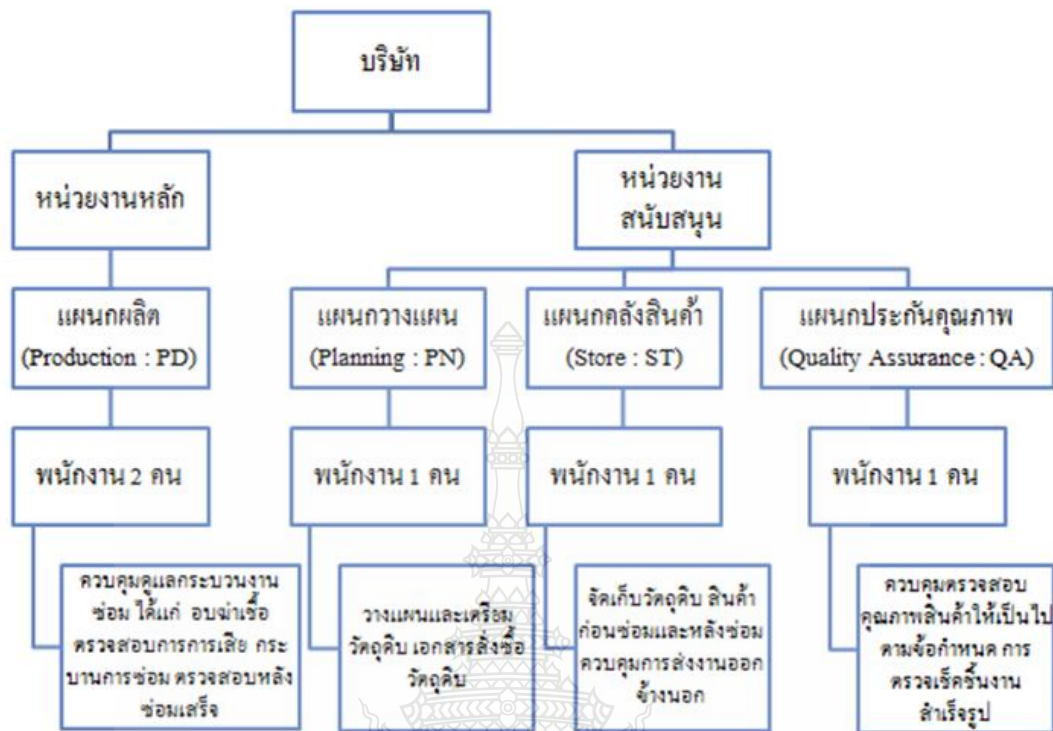 บริษัท
หน่วยงานหลัก
หน่วยงาน
สนับสนุน
แผนกผลิต
(Production : PD)
แผนกวางแผน
(Planning : PN)
แผนกคลังสินค้า
(Store : ST)
แผนกประกันคุณภาพ
(Quality Assurance : QA)
พนักงาน 2 คน
พนักงาน 1 คน
พนักงาน 1 คน
พนักงาน 1 คน
ควบคุมดูแลกระบวนงาน
ซ่อม ได้แก่ อบฆ่าเชื้อ
ตรวจสอบการการเสีย กระ
บานการซ่อม ตรวจสอบหลัง
ซ่อมเสร็จ
วางแผนและเตรียม
วัตถุดิบ เอกสารสั่งซื้อ
วัตถุดิบ
จัดเก็บวัตถุดิบ สินค้า
ก่อนซ่อมและหลังซ่อม
ควบคุมการส่งงานออก
ข้างนอก
ควบคุมตรวจสอบ
คุณภาพสินค้าให้เป็นไป
ตามข้อกำหนด การ
ตรวจเช็คชิ้นงาน
สำเร็จรูป